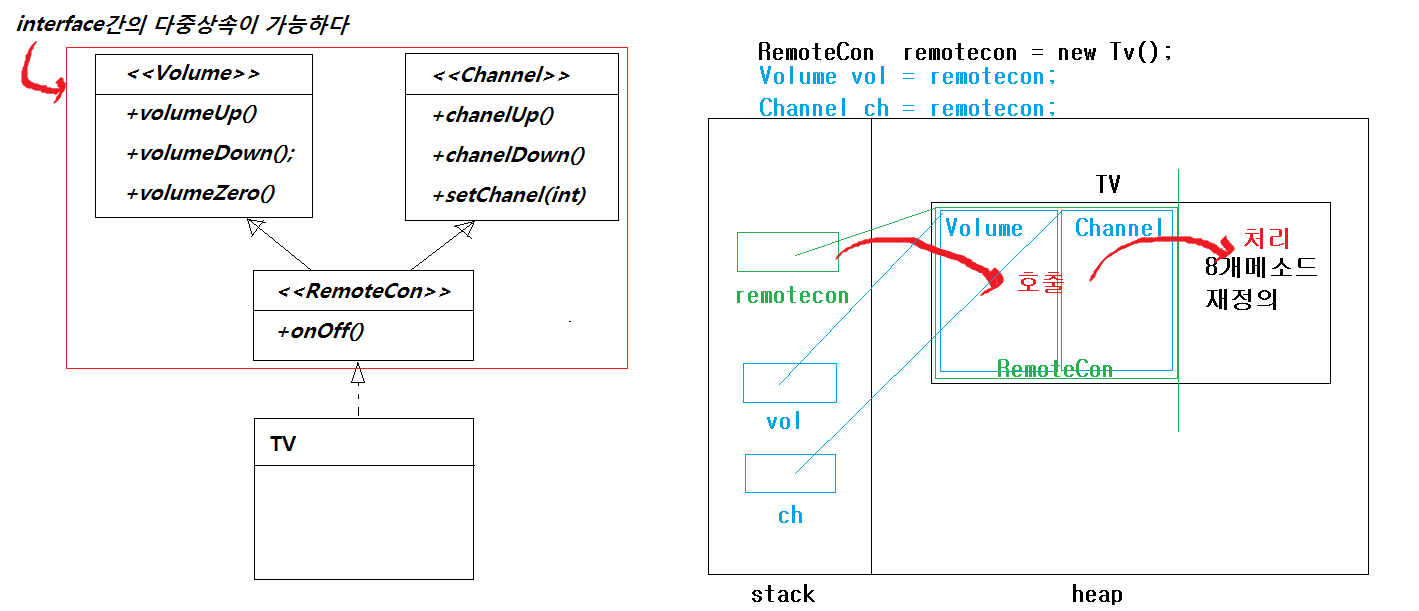 interface간의 다중상속이 가능하다
<<Volume>>
+volumeUp()
+volumeDown();
+volumeZero()
<<Channel>>
+chanelUp()
+chanelDown()
+setChanel(int)
<<RemoteCon>>
+onOff()
TV
RemoteCon remotecon = new Tv();
Volume vol = remotecon;
Channel ch = remotecon;
TV
Volume
Channel
호출
처리
8개메소드
재정의
RemoteCon
remotecon
vol
ch
stack
heap